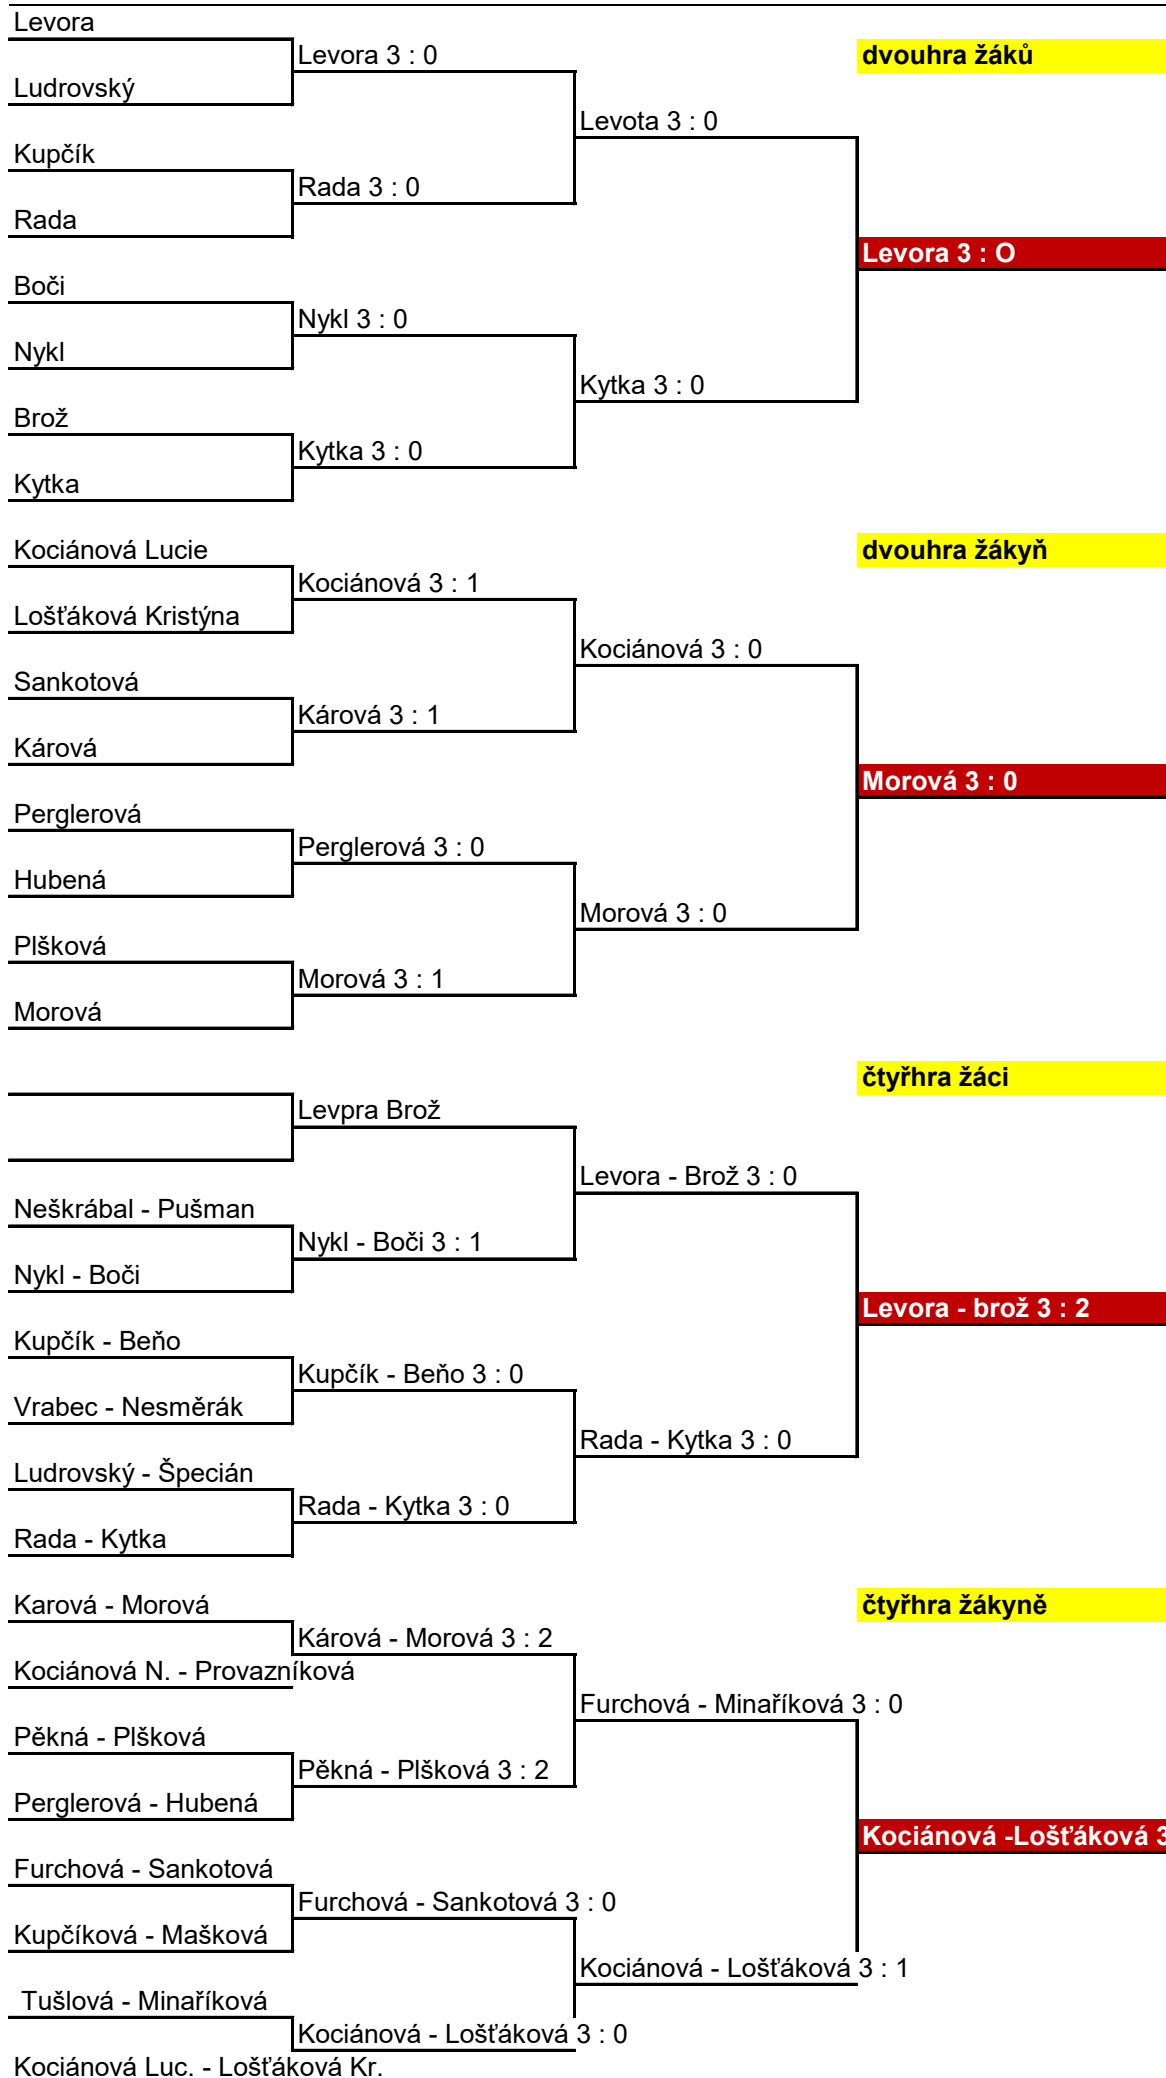 Levora
Levora 3 : 0
dvouhra žáků
Ludrovský
Levota 3 : 0
Kupčík
Rada 3 : 0
Rada
Levora 3 : O
Boči
Nykl 3 : 0
Nykl
Kytka 3 : 0
Brož
Kytka 3 : 0
Kytka
Kociánová Lucie
dvouhra žákyň
Kociánová 3 : 1
Lošťáková Kristýna
Kociánová 3 : 0
Sankotová
Kárová 3 : 1
Kárová
Morová 3 : 0
Perglerová
Perglerová 3 : 0
Hubená
Morová 3 : 0
Plšková
Morová 3 : 1
Morová
čtyřhra žáci
Levpra Brož
Levora - Brož 3 : 0
Neškrábal - Pušman
Nykl - Boči 3 : 1
Nykl - Boči
Levora - brož 3 : 2
Kupčík - Beňo
Kupčík - Beňo 3 : 0
Vrabec - Nesměrák
Rada - Kytka 3 : 0
Ludrovský - Špecián
Rada - Kytka 3 : 0
Rada - Kytka
Karová - Morová
čtyřhra žákyně
Kárová - Morová 3 : 2
Kociánová N. - Provazníková
Furchová - Minaříková 3 : 0
Pěkná - Plšková
Pěkná - Plšková 3 : 2
Perglerová - Hubená
Kociánová -Lošťáková 3
Furchová - Sankotová
Furchová - Sankotová 3 : 0
Kupčíková - Mašková
Kociánová - Lošťáková 3 : 1
Tušlová - Minaříková
Kociánová - Lošťáková 3 : 0
Kociánová Luc. - Lošťáková Kr.